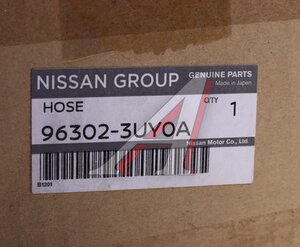 NISSAN GROUP
GENUINE PARTS
Made in Japan
HOSE
QTY 1
96302-3UY0A
Nissan Motor Co., Ltd.
B1201